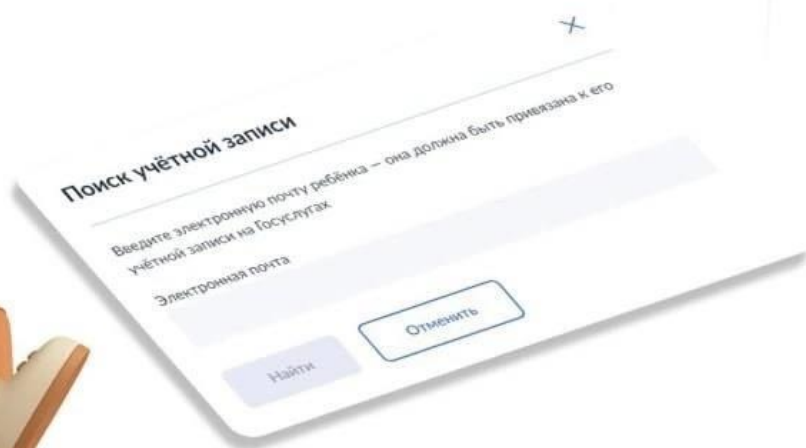 Поиск учётной записи
Введите электронную почту ребёнка — она должна быть привязана к его
учётной записи на Госуслугах
Электронная почта
Найти
Отменить